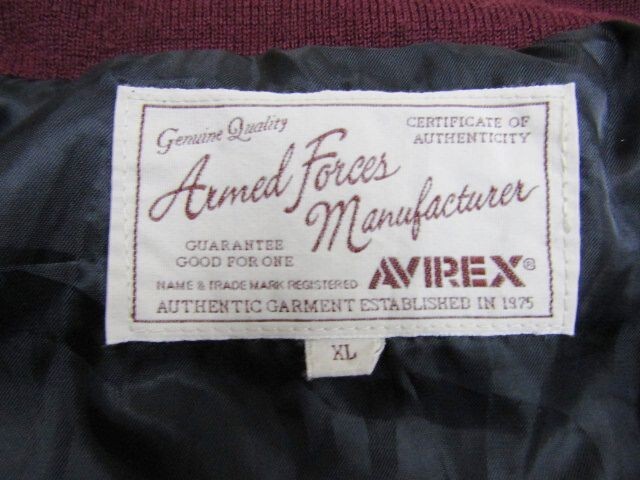 Genuine Quality
CERTIFICATE OF
AUTHENTICITY
Armed Forces
Manufacturer
GUARANTEE
GOOD FOR ONE
NAME & TRADE MARK REGISTERED
AVIREX®
AUTHENTIC GARMENT ESTABLISHED IN 1975
XL